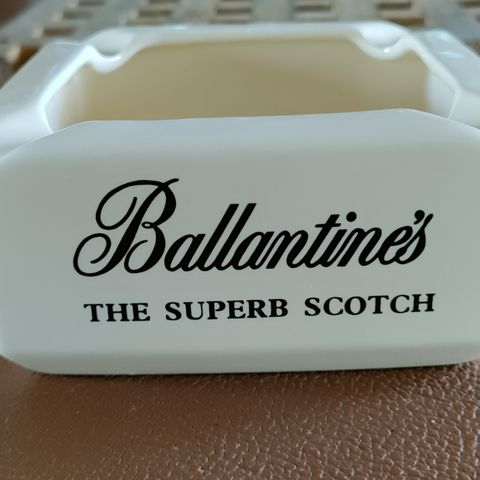 Ballantine's
THE SUPERB SCOTCH